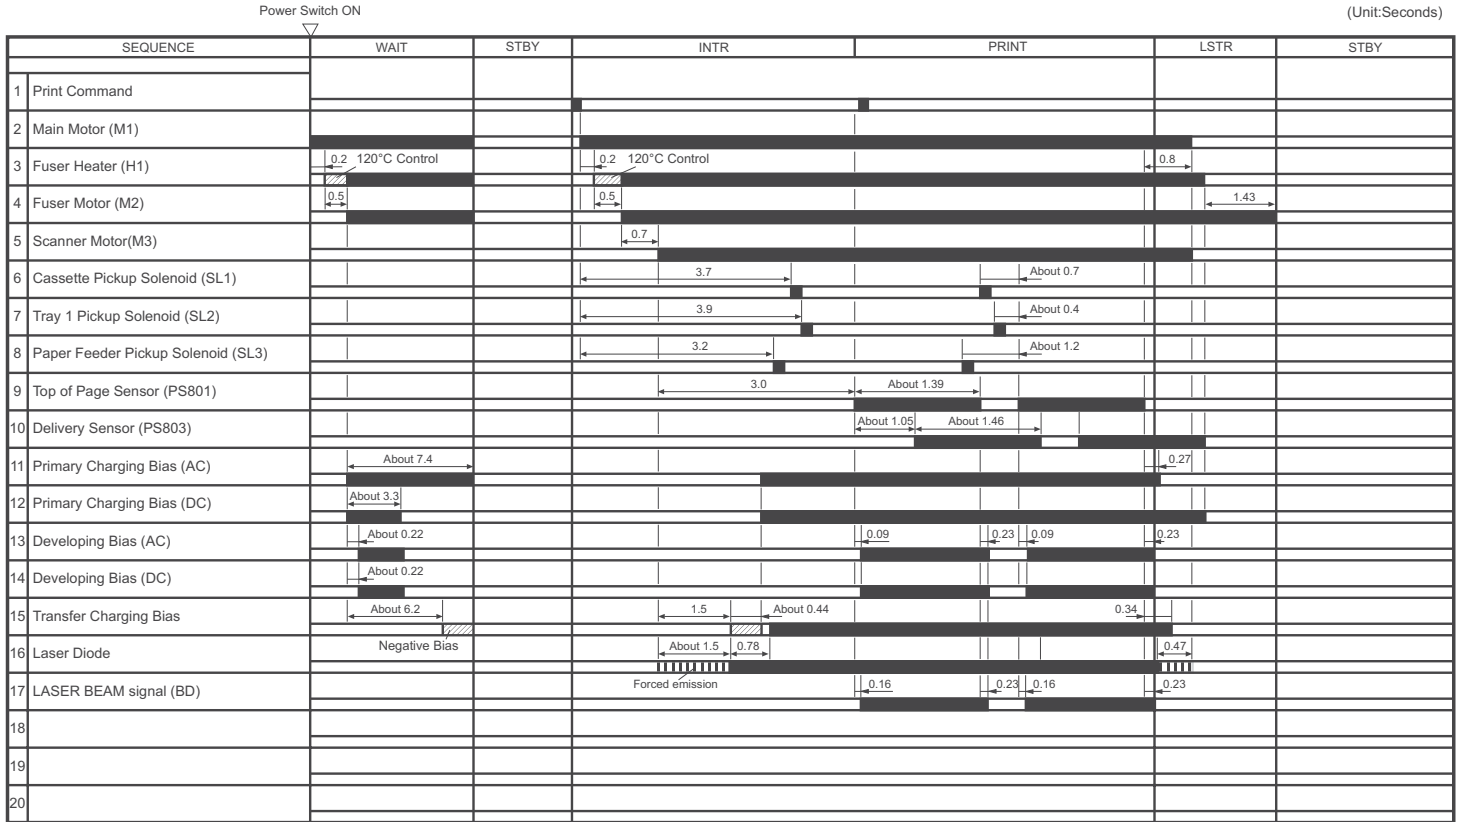 Power Switch ON
(Unit:Seconds)
SEQUENCE WAIT STBY INTR PRINT LSTR STBY
1 Print Command
2 Main Motor (M1)
3 Fuser Heater (H1) 0.2 120°C Control 0.2 120°C Control 0.8
4 Fuser Motor (M2) 0.5 0.5 1.43
5 Scanner Motor(M3) 0.7
6 Cassette Pickup Solenoid (SL1) 3.7 About 0.7
7 Tray 1 Pickup Solenoid (SL2) 3.9 About 0.4
8 Paper Feeder Pickup Solenoid (SL3) 3.2 About 1.2
9 Top of Page Sensor (PS801) 3.0 About 1.39
10 Delivery Sensor (PS803) About 1.05 About 1.46
11 Primary Charging Bias (AC) About 7.4 0.27
12 Primary Charging Bias (DC) About 3.3
13 Developing Bias (AC) About 0.22 0.09 0.23 0.09 0.23
14 Developing Bias (DC) About 0.22
15 Transfer Charging Bias About 6.2 1.5 About 0.44 0.34
Negative Bias
16 Laser Diode About 1.5 0.78 0.47
Forced emission
17 LASER BEAM signal (BD) 0.16 0.23 0.16 0.23
18
19
20